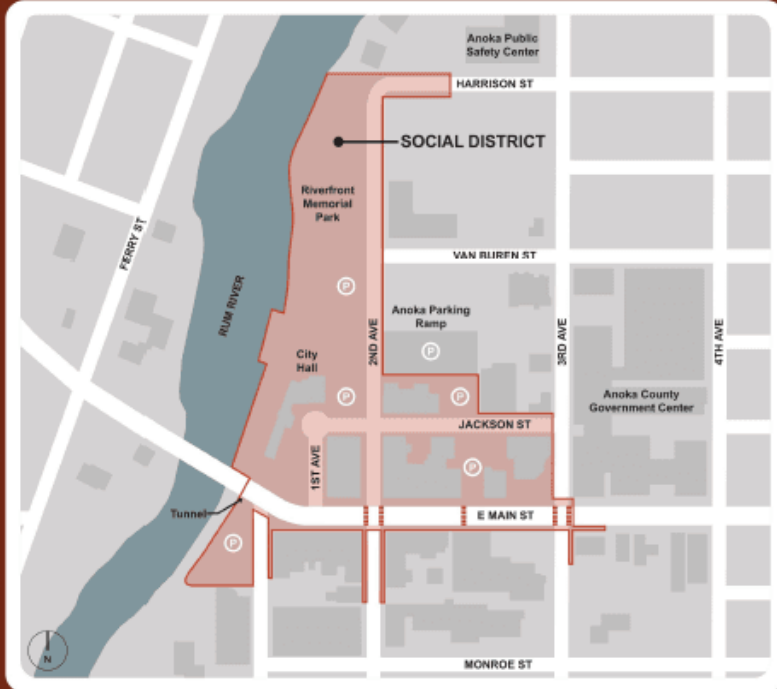 Anoka Public
Safety Center
HARRISON ST
SOCIAL DISTRICT
Riverfront
Memorial
Park
FERRY ST
VAN BUREN ST
RUM RIVER
P
Anoka Parking
Ramp
2ND AVE
3RD AVE
4TH AVE
P
City
Hall
Anoka County
Government Center
P
P
JACKSON ST
1ST AVE
P
Tunnel
E MAIN ST
P
N
MONROE ST